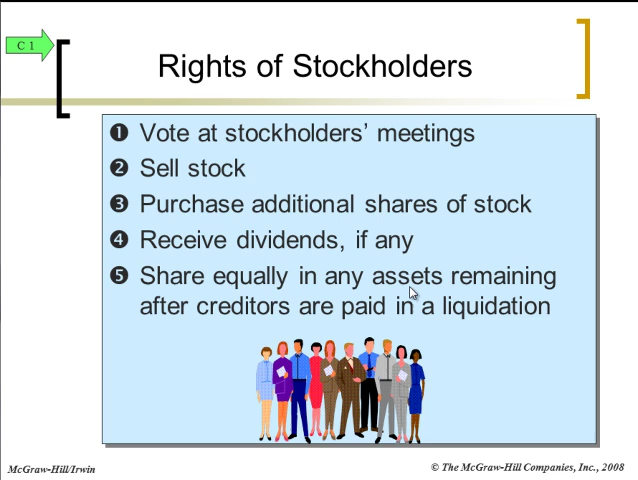 C 1
Rights of Stockholders
❶ Vote at stockholders’ meetings
❷ Sell stock
❸ Purchase additional shares of stock
❹ Receive dividends, if any
❺ Share equally in any assets remaining
after creditors are paid in a liquidation
McGraw-Hill/Irwin
© The McGraw-Hill Companies, Inc., 2008